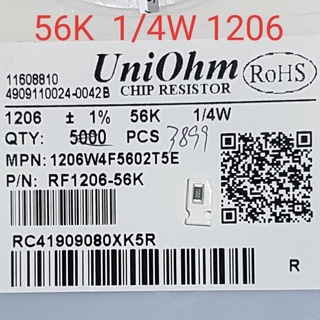 56K 1/4W 1206
11608810
UniOhm
RoHS
4909110024-0042B
CHIP RESISTOR
1206 ± 1% 56K 1/4W
QTY: 5000 PCS 3899
MPN: 1206W4F5602T5E
P/N: RF1206-56K
RC41909080XK5R
R